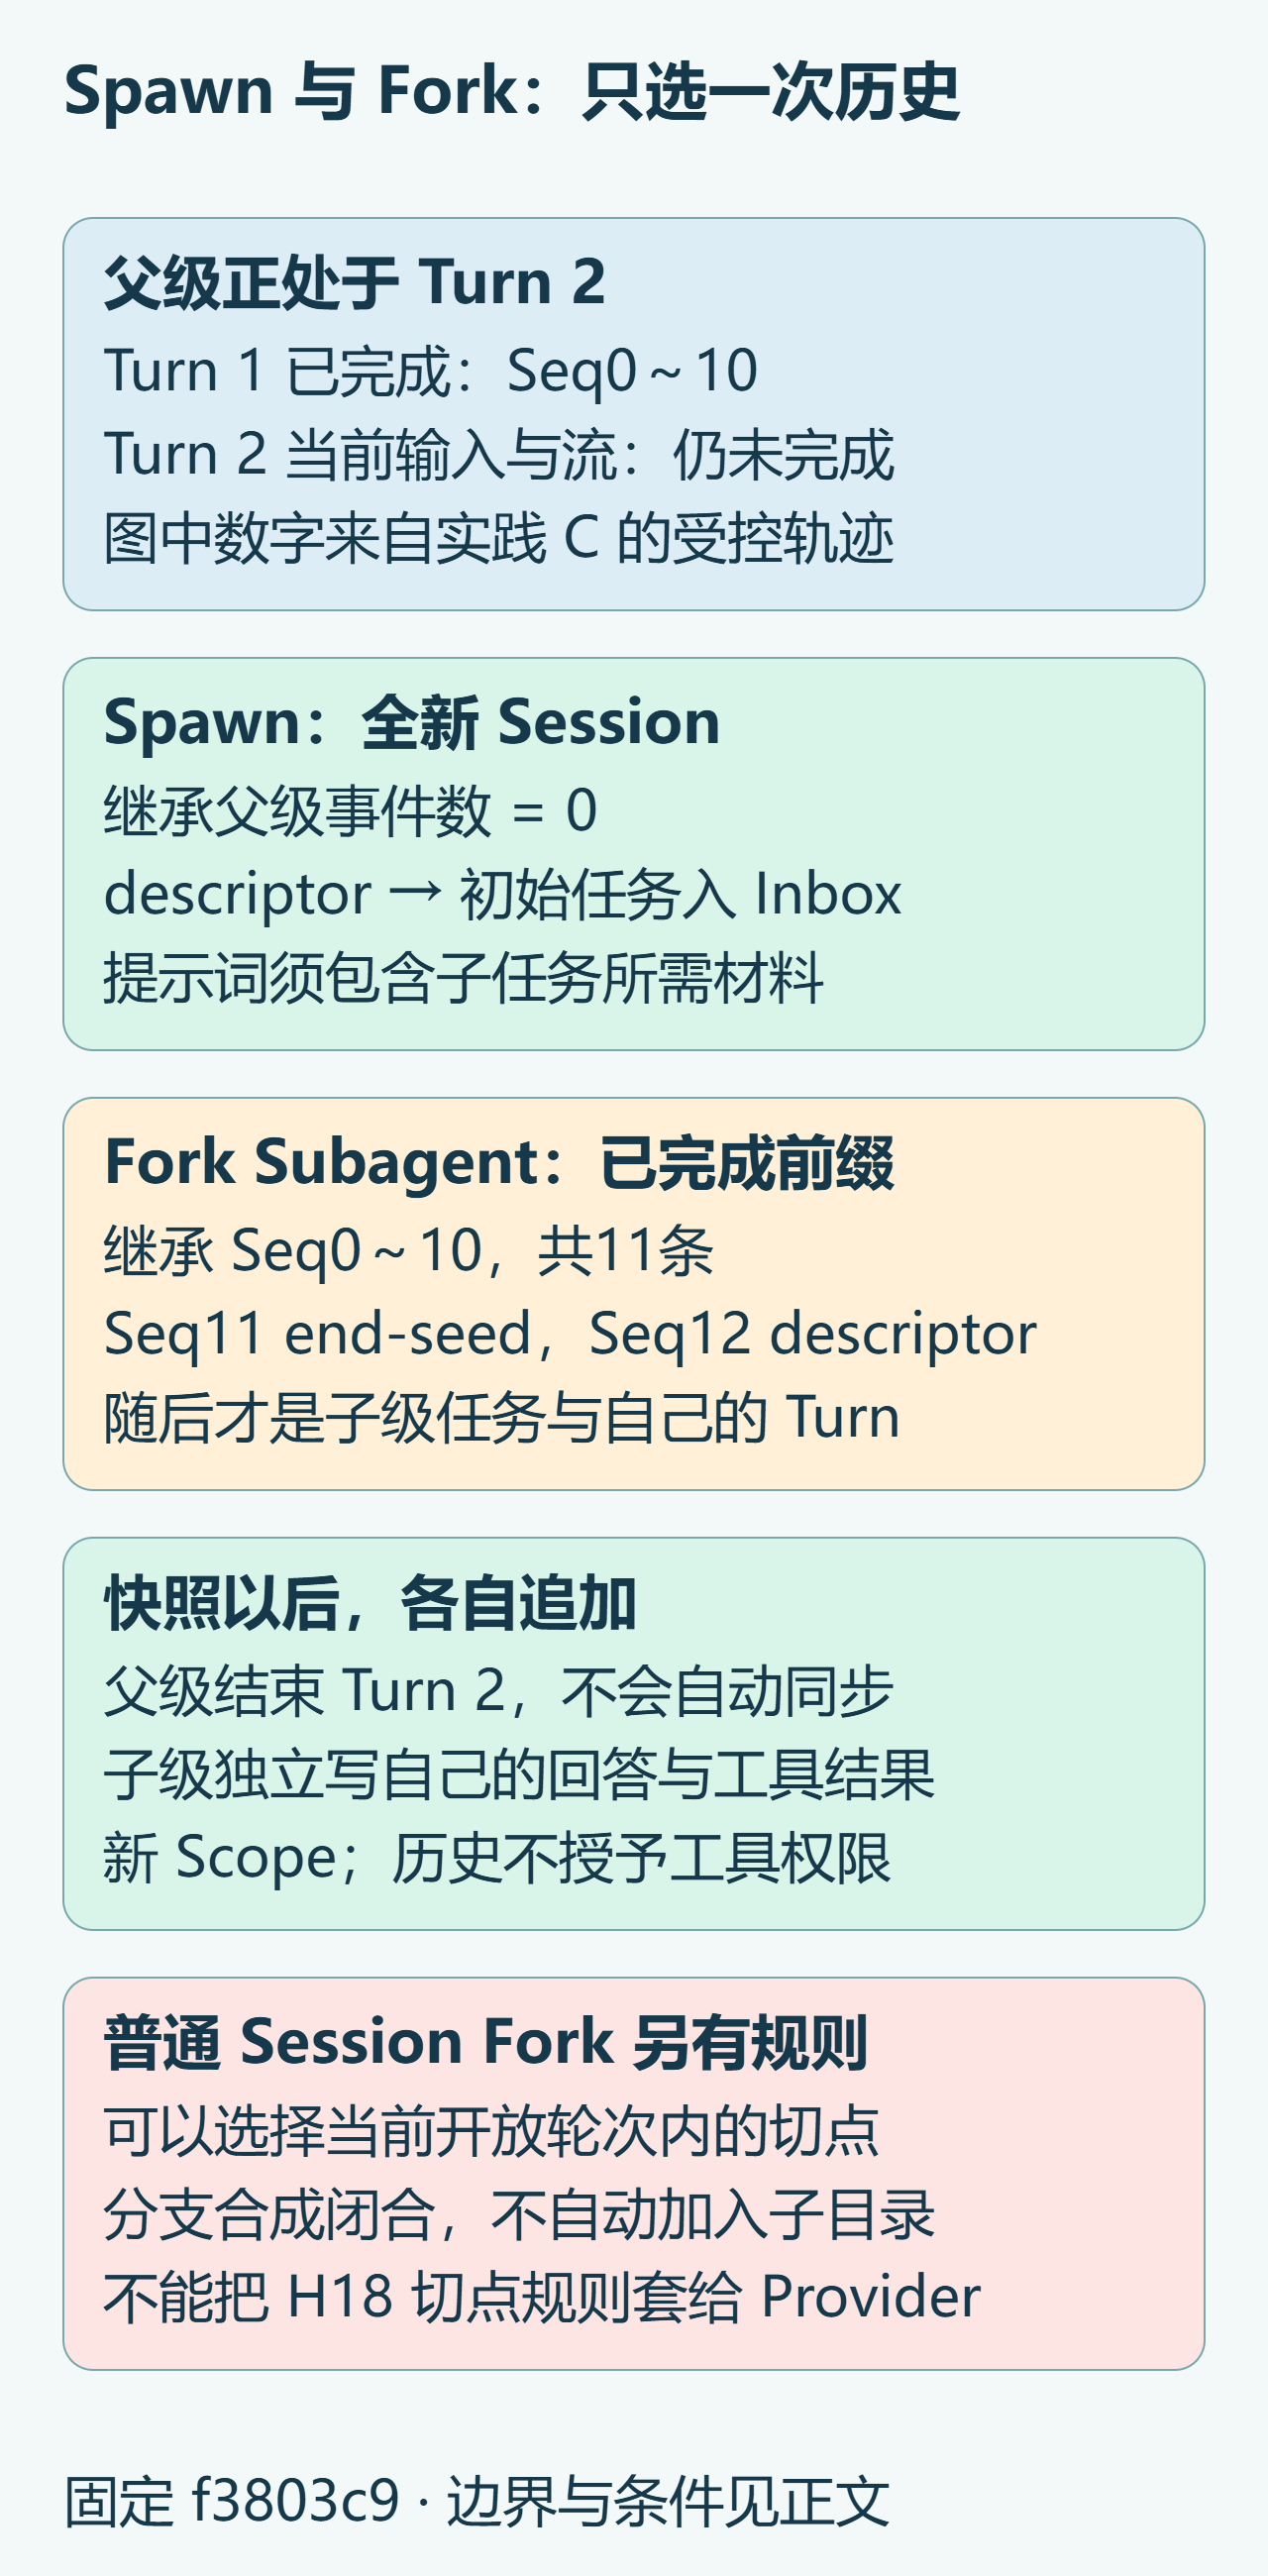 Spawn 与 Fork：只选一次历史
父级正处于 Turn 2
Turn 1 已完成：Seq0～10
Turn 2 当前输入与流：仍未完成
图中数字来自实践 C 的受控轨迹
Spawn：全新 Session
继承父级事件数 = 0
descriptor → 初始任务入 Inbox
提示词须包含子任务所需材料
Fork Subagent：已完成前缀
继承 Seq0～10，共11条
Seq11 end-seed，Seq12 descriptor
随后才是子级任务与自己的 Turn
快照以后，各自追加
父级结束 Turn 2，不会自动同步
子级独立写自己的回答与工具结果
新 Scope；历史不授予工具权限
普通 Session Fork 另有规则
可以选择当前开放轮次内的切点
分支合成闭合，不自动加入子目录
不能把 H18 切点规则套给 Provider
固定 f3803c9 · 边界与条件见正文